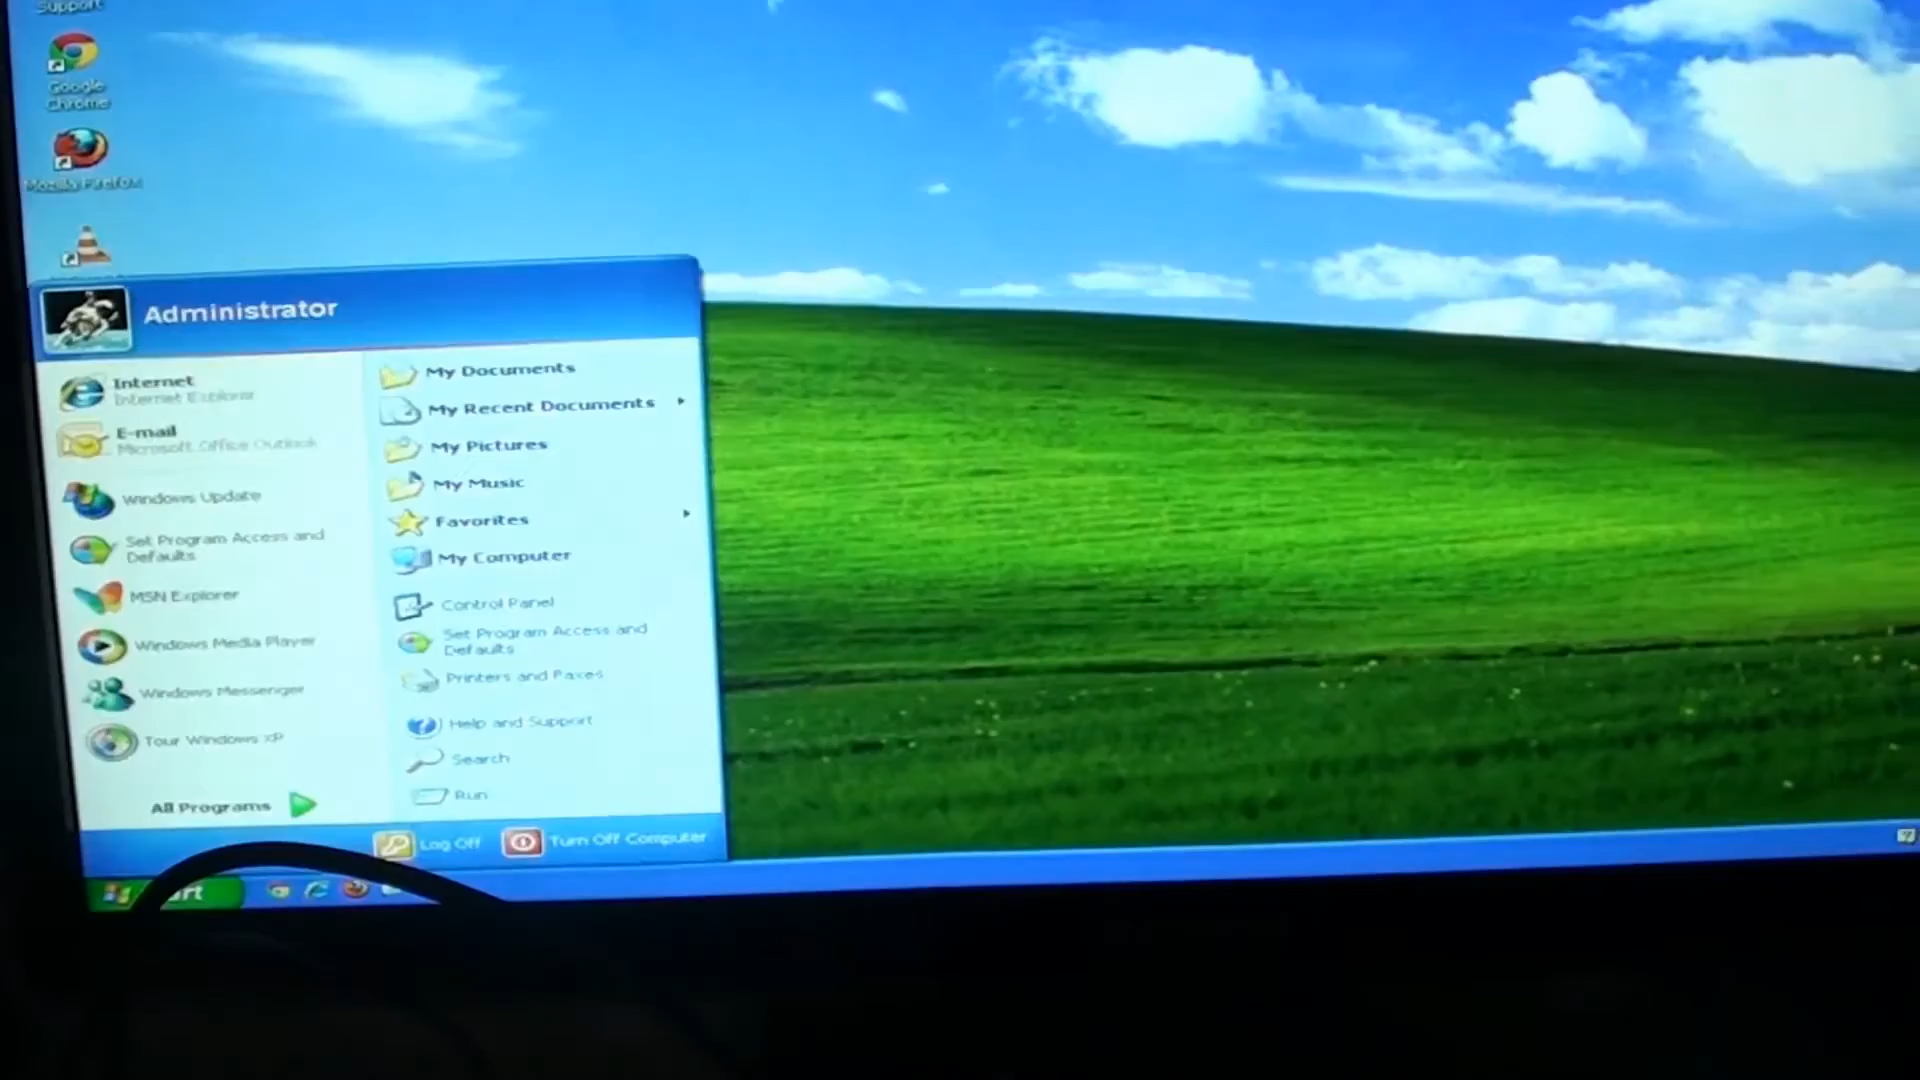 Support
Google
Chrome
Mozilla Firefox
Administrator
Internet
Internet Explorer
E-mail
Microsoft Office Outlook
Windows Update
Set Program Access and
Defaults
MSN Explorer
Windows Media Player
Windows Messenger
Tour Windows XP
All Programs
My Documents
My Recent Documents
My Pictures
My Music
Favorites
My Computer
Control Panel
Set Program Access and
Defaults
Printers and Faxes
Help and Support
Search
Run
Log Off
Turn Off Computer